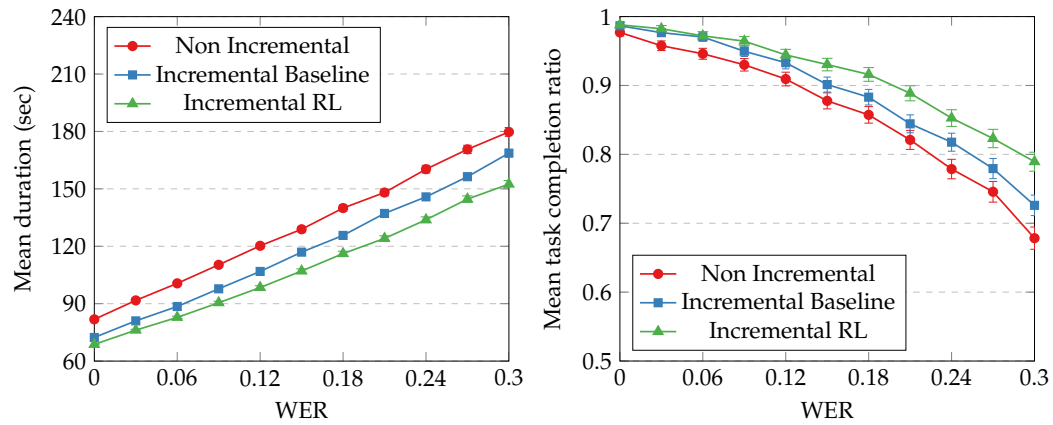 240
210
180
150
120
90
60
Mean duration (sec)
Non Incremental
Incremental Baseline
Incremental RL
0
0.06
0.12
0.18
0.24
0.3
WER
1
0.9
0.8
0.7
0.6
0.5
Mean task completion ratio
Non Incremental
Incremental Baseline
Incremental RL
0
0.06
0.12
0.18
0.24
0.3
WER